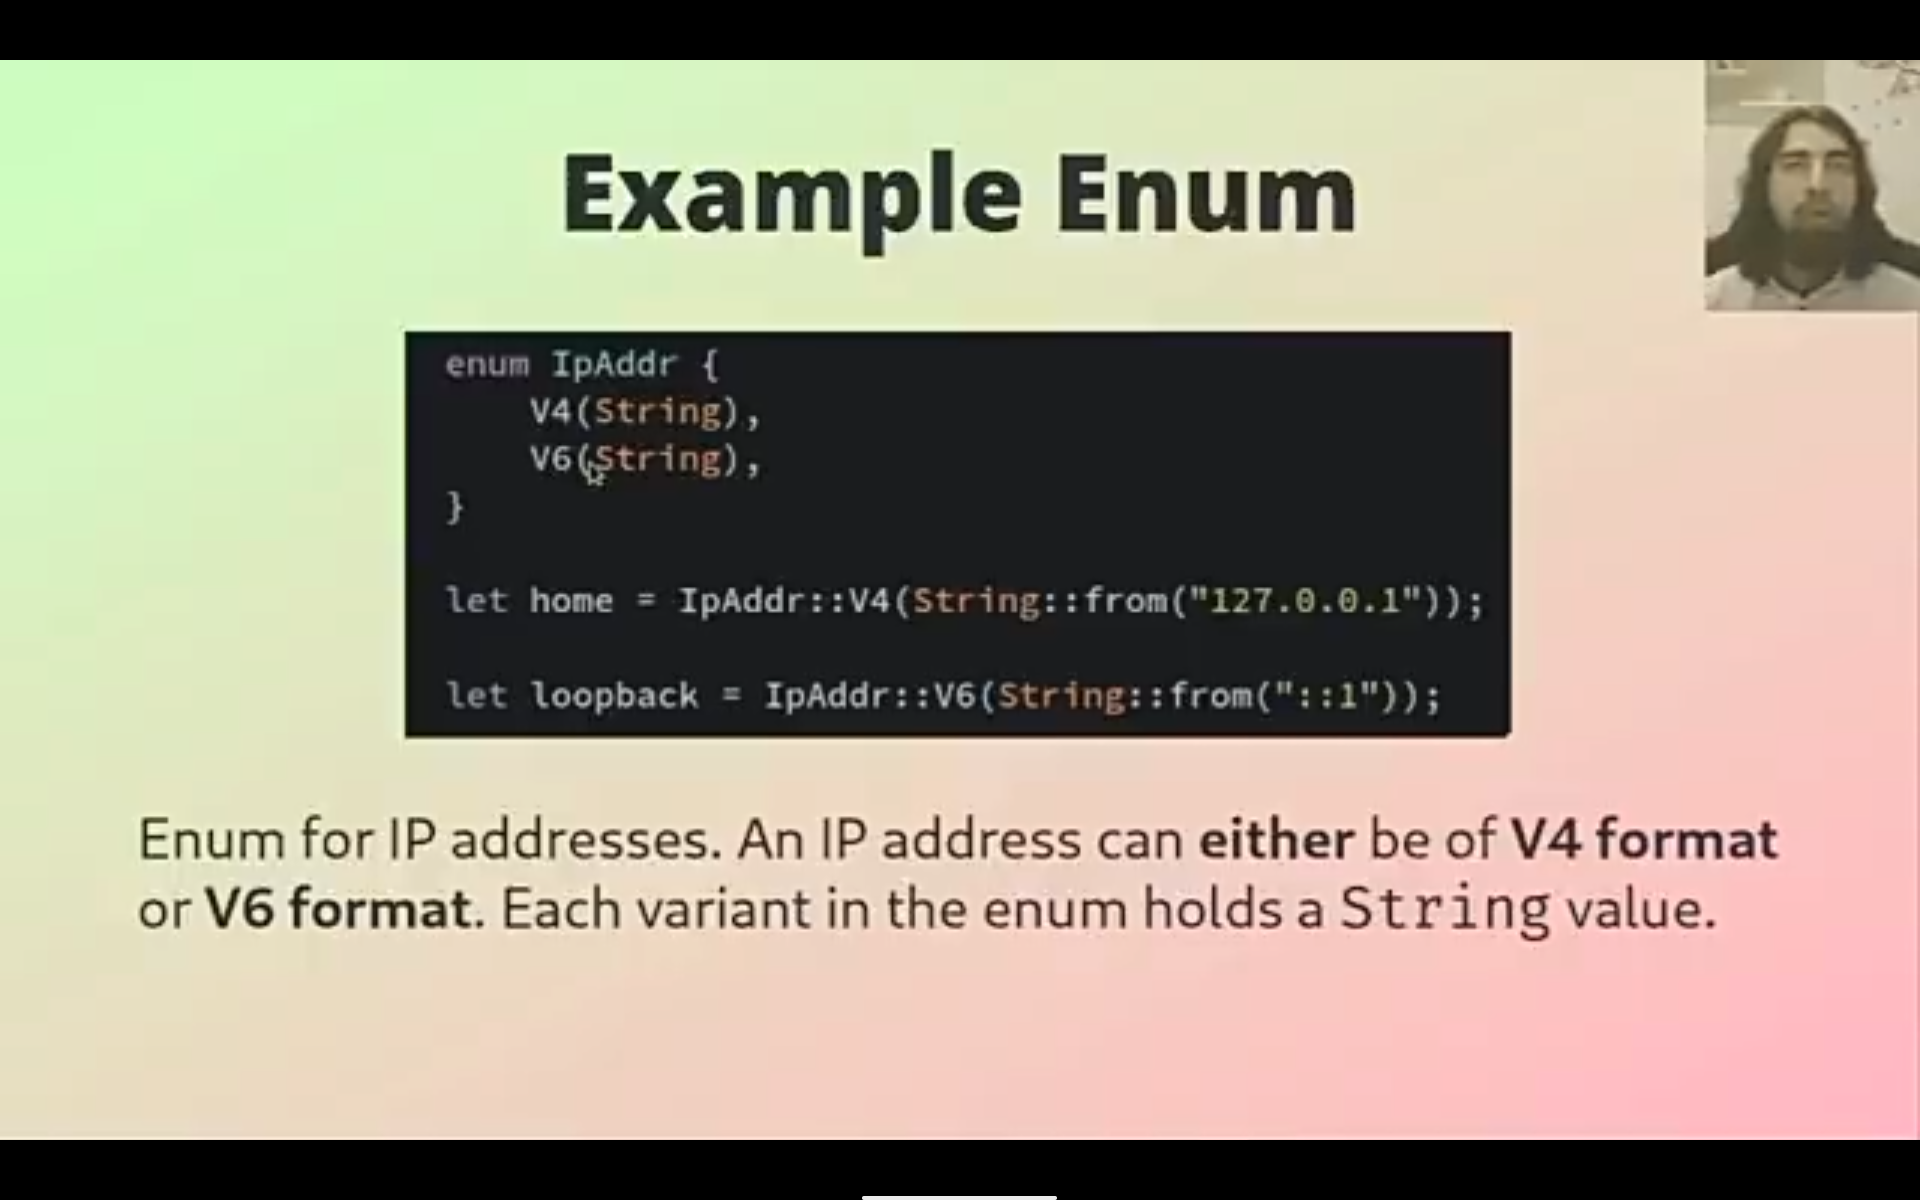 Example Enum
enum IpAddr {
    V4(String),
    V6(String),
}
let home = IpAddr::V4(String::from("127.0.0.1"));
let loopback = IpAddr::V6(String::from("::1"));
Enum for IP addresses. An IP address can either be of V4 format
or V6 format. Each variant in the enum holds a String value.